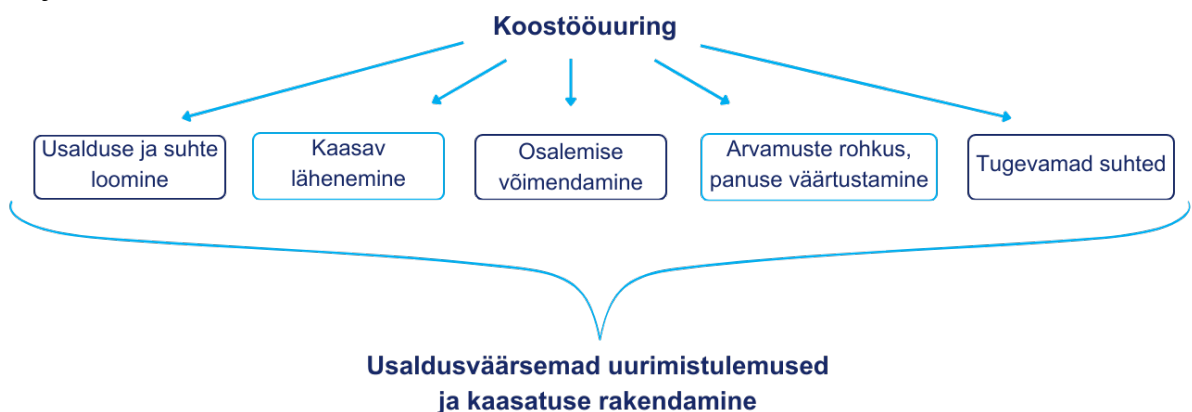 Koostööuuring
Usalduse ja suhte
loomine
Kaasav
lähenemine
Osalemise
võimendamine
Arvamuste rohkus,
panuse väärtustamine
Tugevamad suhted
Usaldusväärsemad uurimistulemused
ja kaasatuse rakendamine